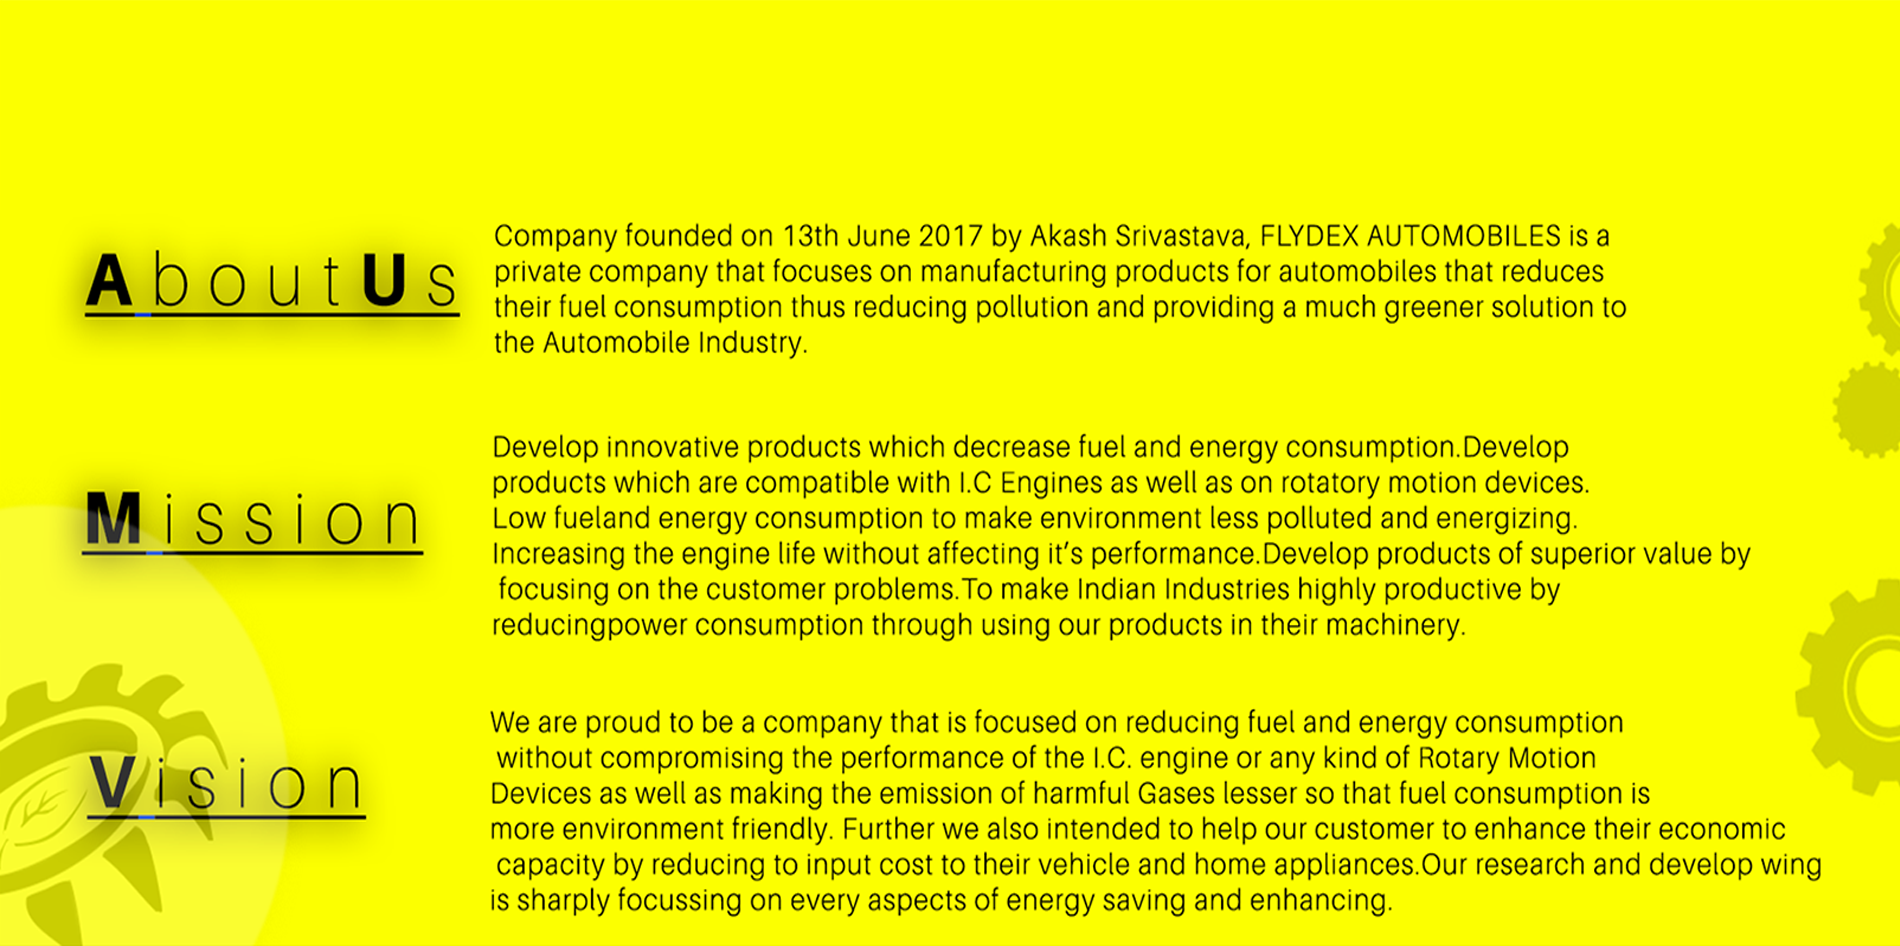 About Us
Company founded on 13th June 2017 by Akash Srivastava, FLYDEX AUTOMOBILES is a
private company that focuses on manufacturing products for automobiles that reduces
their fuel consumption thus reducing pollution and providing a much greener solution to
the Automobile Industry.
Mission
Develop innovative products which decrease fuel and energy consumption.Develop
products which are compatible with I.C Engines as well as on rotatory motion devices.
Low fueland energy consumption to make environment less polluted and energizing.
Increasing the engine life without affecting it's performance.Develop products of superior value by
focusing on the customer problems.To make Indian Industries highly productive by
reducingpower consumption through using our products in their machinery.
Vision
We are proud to be a company that is focused on reducing fuel and energy consumption
without compromising the performance of the I.C. engine or any kind of Rotary Motion
Devices as well as making the emission of harmful Gases lesser so that fuel consumption is
more environment friendly. Further we also intended to help our customer to enhance their economic
capacity by reducing to input cost to their vehicle and home appliances.Our research and develop wing
is sharply focussing on every aspects of energy saving and enhancing.